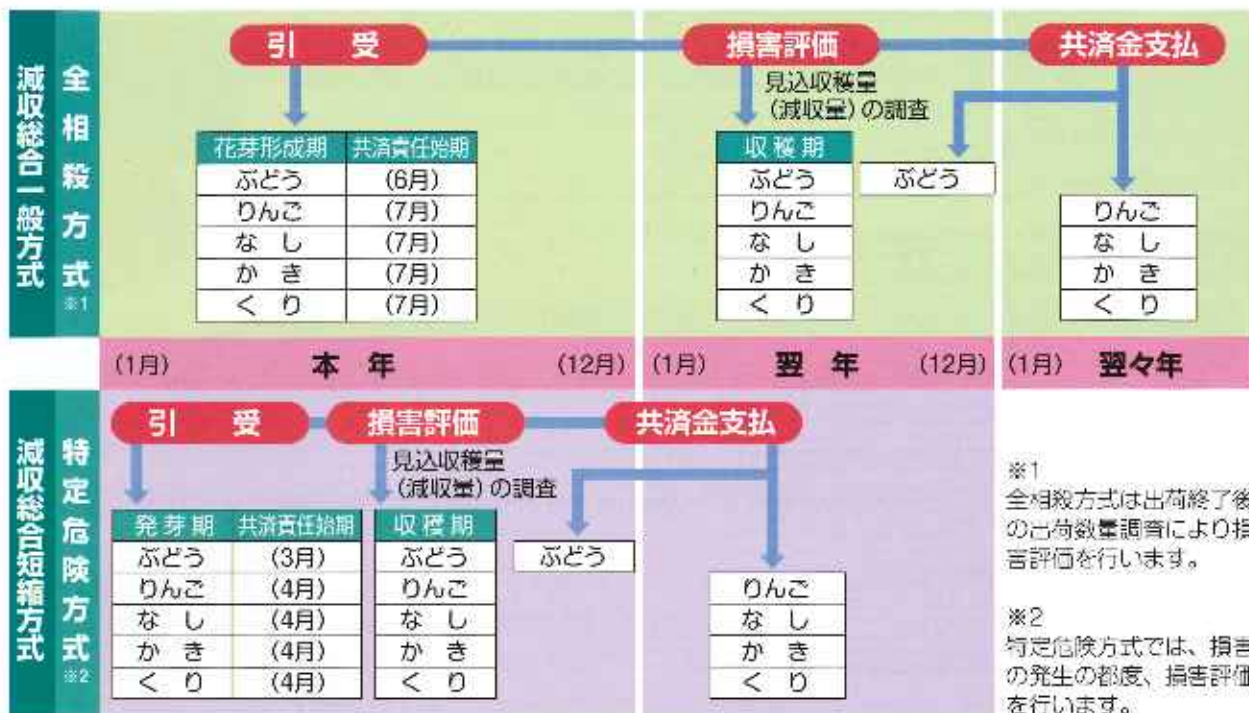 減収総合一般方式
全相殺方式
※1
引 受
損害評価
共済金支払
見込収穫量
(減収量)の調査
花芽形成期 共済責任始期
ぶどう (6月)
りんご (7月)
な し (7月)
か き (7月)
く り (7月)
収穫期
ぶどう
りんご
な し
か き
く り
ぶどう
りんご
な し
か き
く り
(1月) 本 年 (12月)
(1月) 翌 年 (12月)
(1月) 翌々年
減収総合短縮方式
特定危険方式
※2
引 受
損害評価
共済金支払
見込収穫量
(減収量)の調査
発芽期 共済責任始期
ぶどう (3月)
りんご (4月)
な し (4月)
か き (4月)
く り (4月)
収穫期
ぶどう
りんご
な し
か き
く り
ぶどう
りんご
な し
か き
く り
※1
全相殺方式は出荷終了後
の出荷数量調査により損
害評価を行います。
※2
特定危険方式では、損害
の発生の都度、損害評価
を行います。